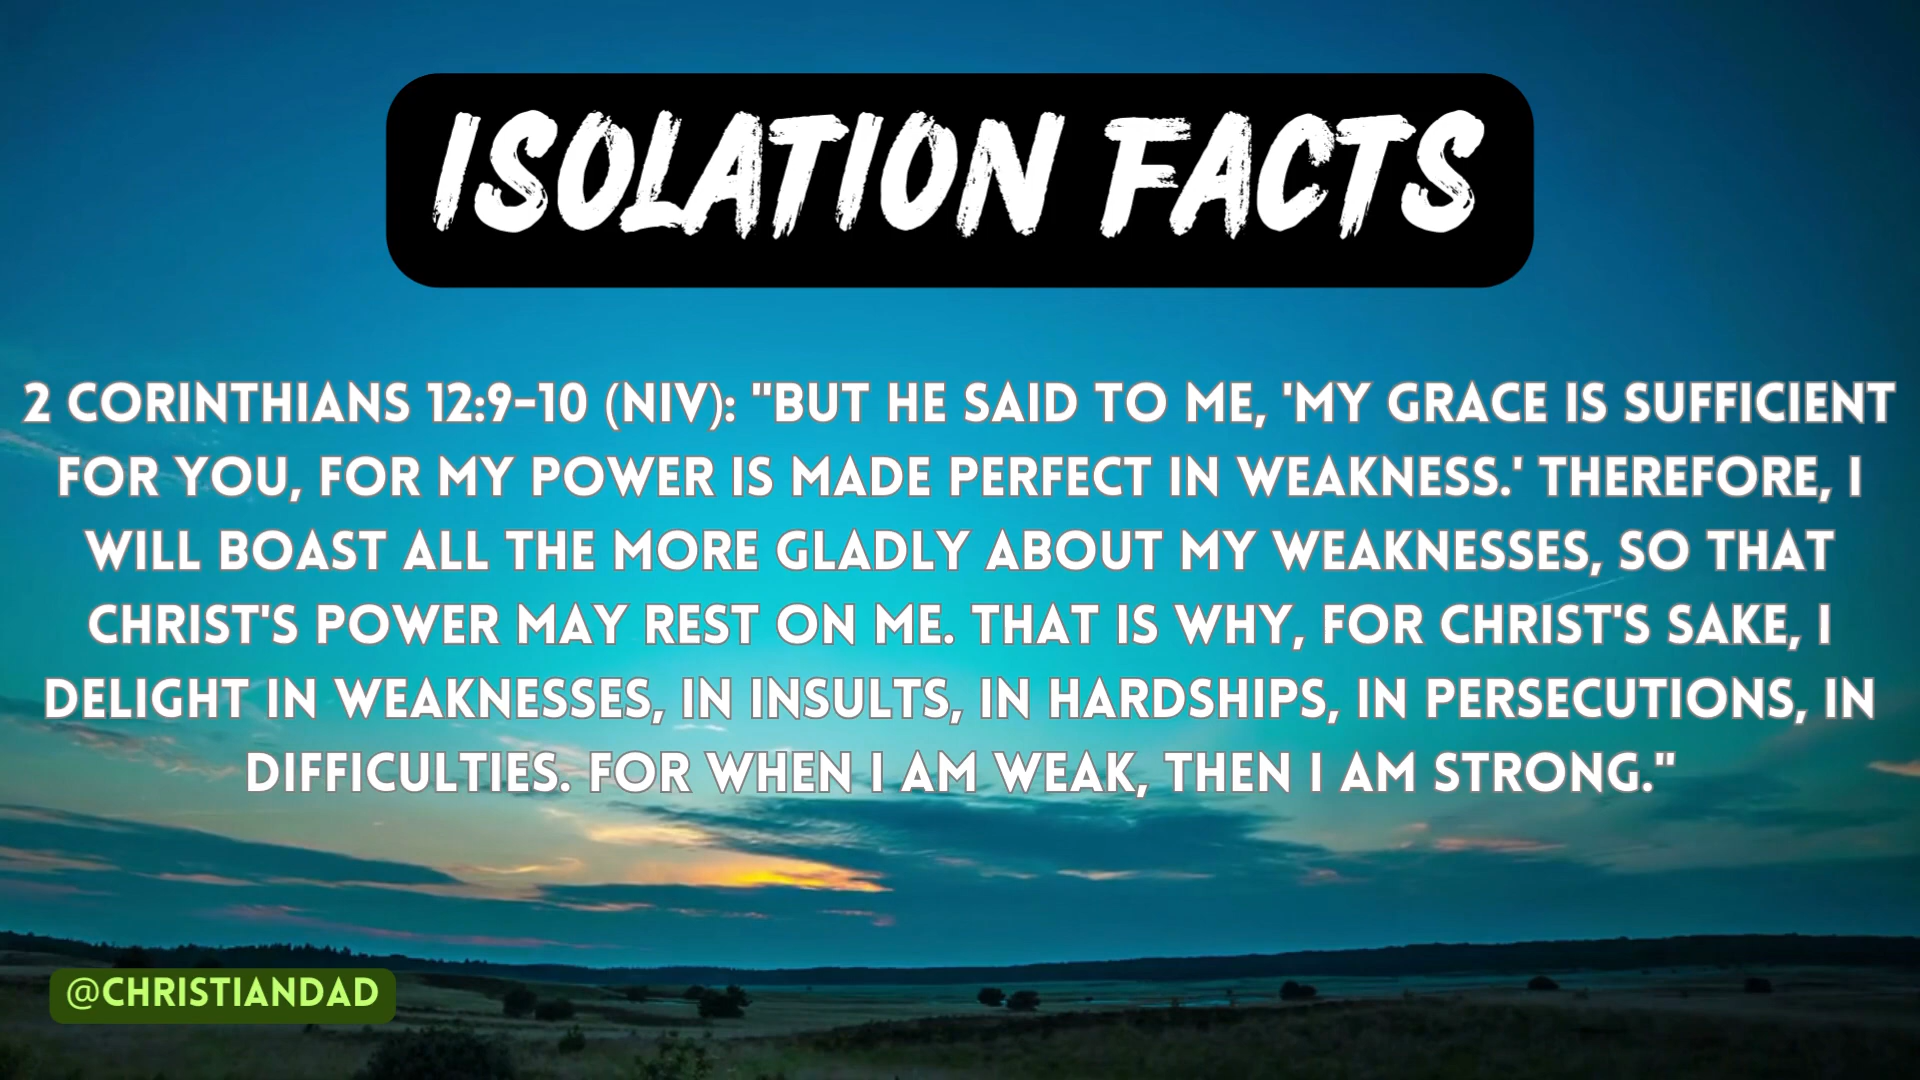 ISOLATION FACTS
2 CORINTHIANS 12:9-10 (NIV): "BUT HE SAID TO ME, 'MY GRACE IS SUFFICIENT
FOR YOU, FOR MY POWER IS MADE PERFECT IN WEAKNESS.' THEREFORE, I
WILL BOAST ALL THE MORE GLADLY ABOUT MY WEAKNESSES, SO THAT
CHRIST'S POWER MAY REST ON ME. THAT IS WHY, FOR CHRIST'S SAKE, I
DELIGHT IN WEAKNESSES, IN INSULTS, IN HARDSHIPS, IN PERSECUTIONS, IN
DIFFICULTIES. FOR WHEN I AM WEAK, THEN I AM STRONG."
@CHRISTIANDAD